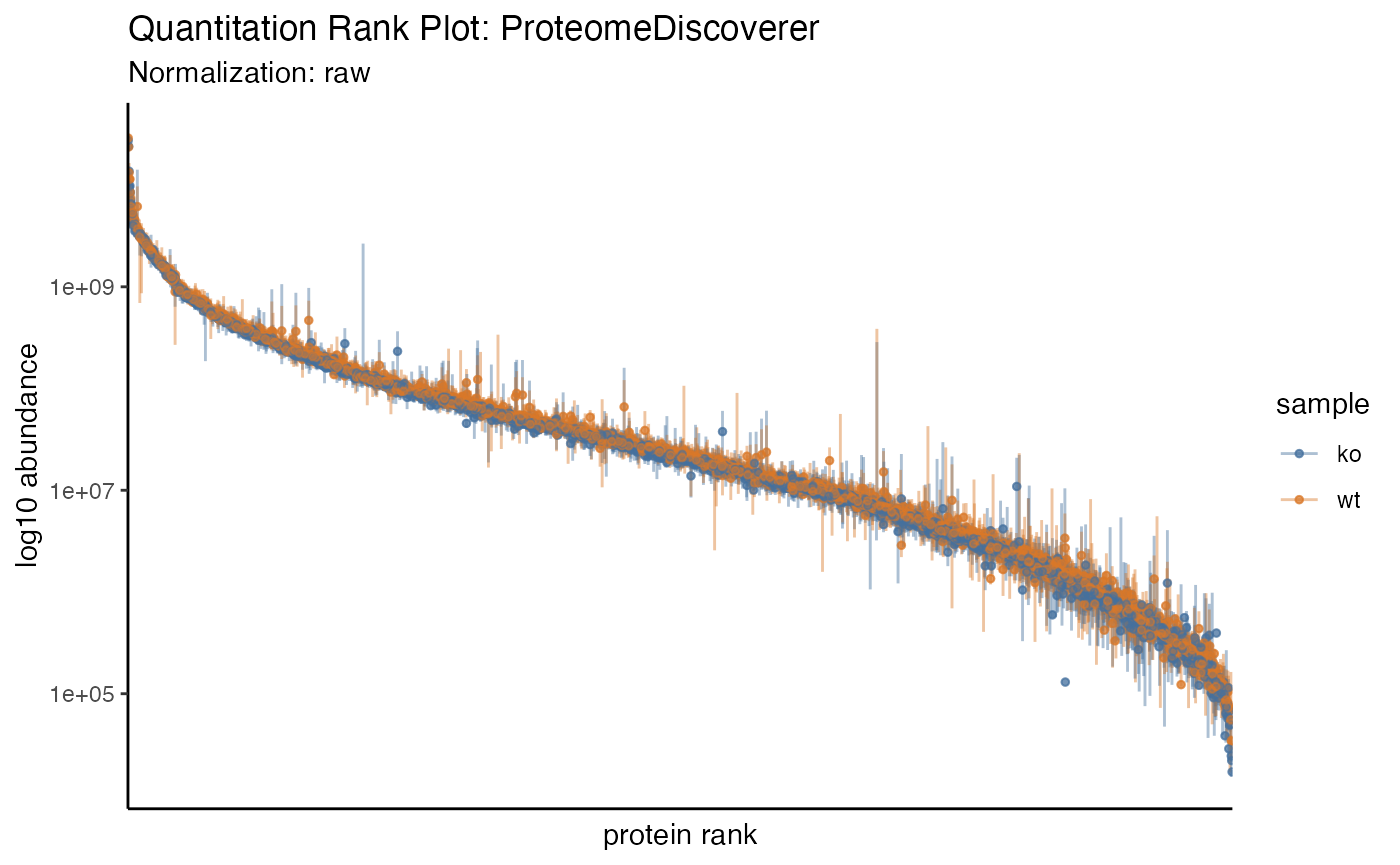 Quantitation Rank Plot: ProteomeDiscoverer
Normalization: raw
log10 abundance
1e+09
1e+07
1e+05
protein rank
sample
ko
wt